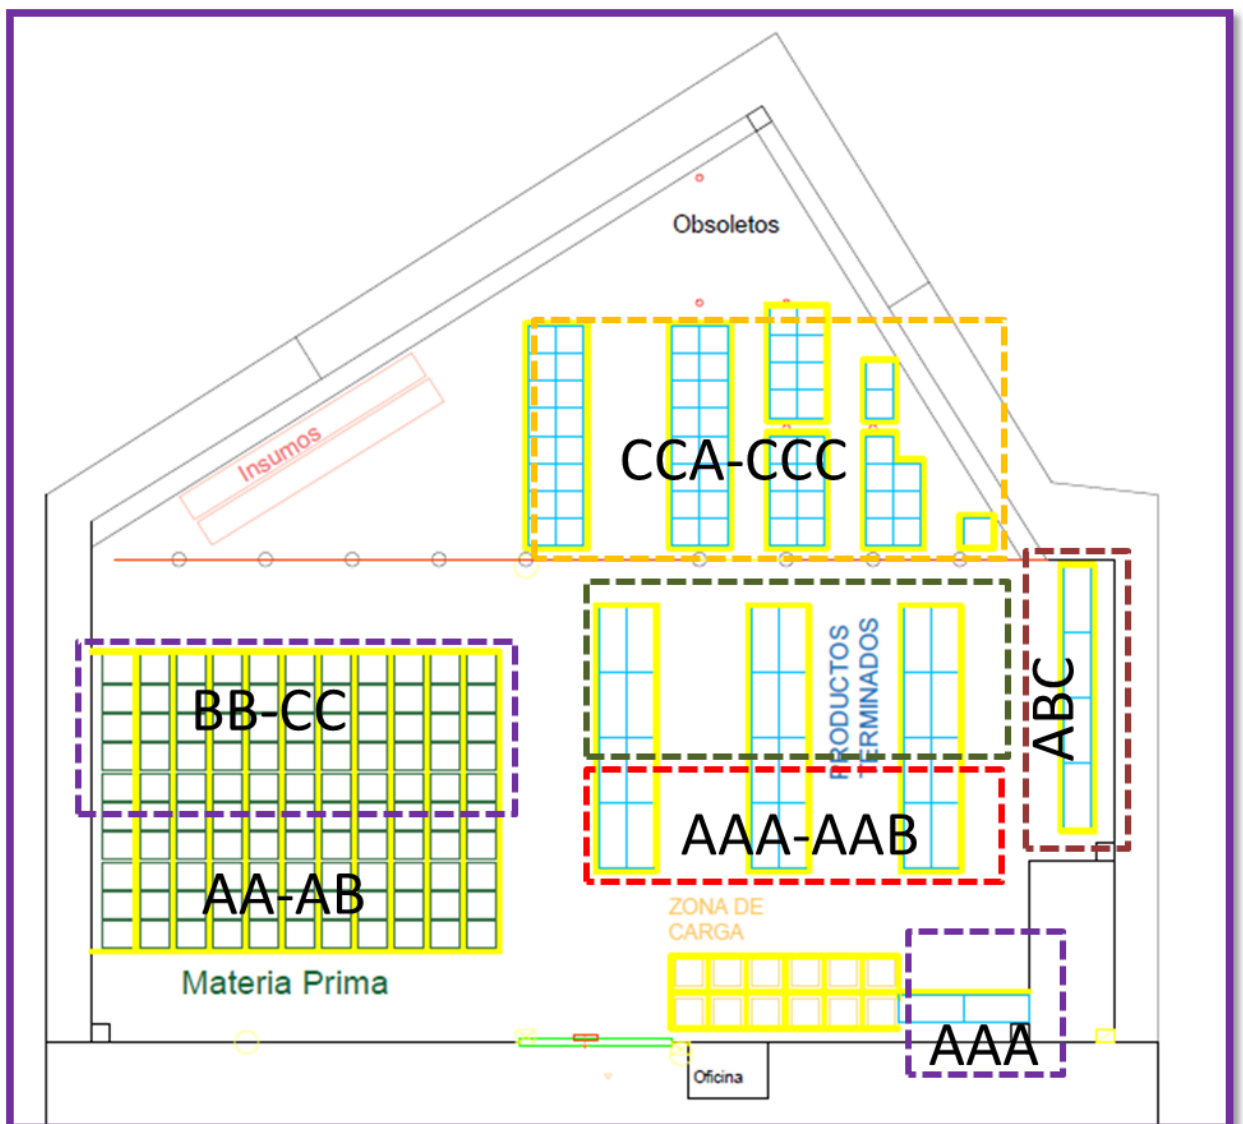 Obsoletos
Insumos
CCA-CCC
PRODUCTOS
TERMINADOS
ABC
BB-CC
AAA-AAB
AA-AB
ZONA DE
CARGA
Materia Prima
AAA
Oficina